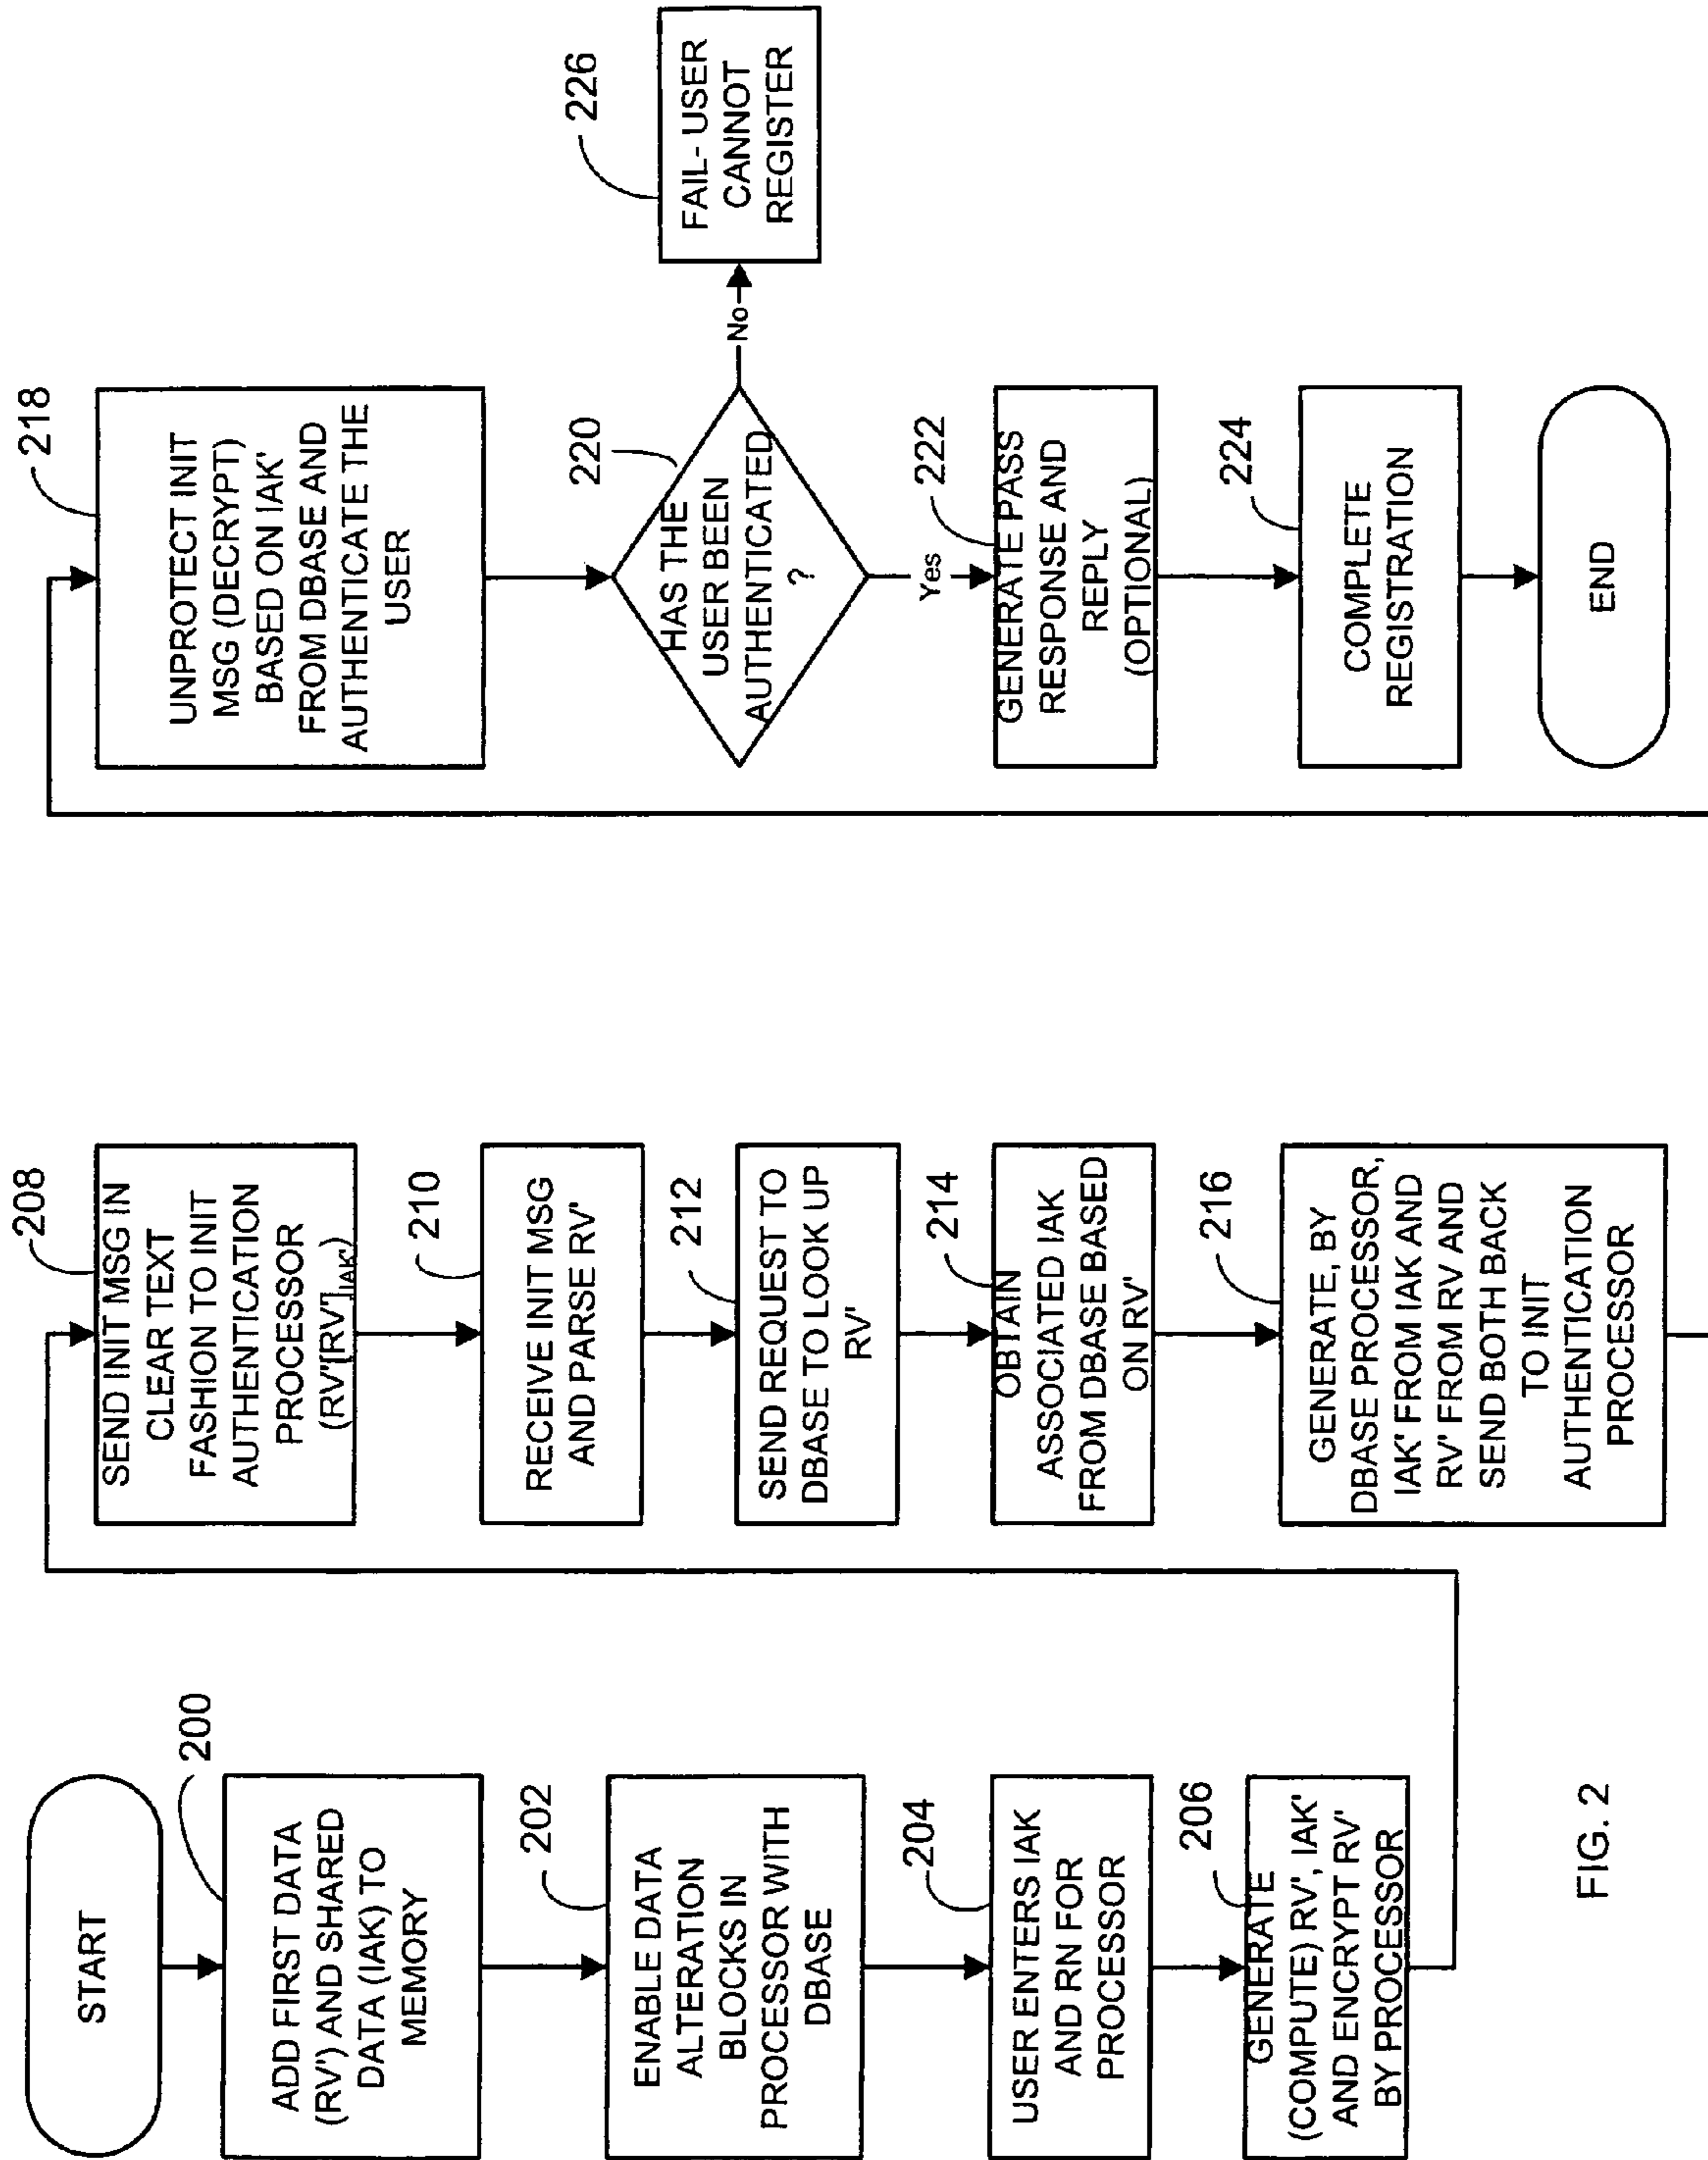 START
200
ADD FIRST DATA
(RV') AND SHARED
DATA (IAK) TO
MEMORY
202
ENABLE DATA
ALTERATION
BLOCKS IN
PROCESSOR WITH
DBASE
204
USER ENTERS IAK
AND RN FOR
PROCESSOR
206
GENERATE
(COMPUTE) RV', IAK'
AND ENCRYPT RV'
BY PROCESSOR
208
SEND INIT MSG IN
CLEAR TEXT
FASHION TO INIT
AUTHENTICATION
PROCESSOR
(RV'[RV']IAK')
210
RECEIVE INIT MSG
AND PARSE RV'
212
SEND REQUEST TO
DBASE TO LOOK UP
RV'
214
OBTAIN
ASSOCIATED IAK
FROM DBASE BASED
ON RV'
216
GENERATE, BY
DBASE PROCESSOR,
IAK' FROM IAK AND
RV' FROM RV AND
SEND BOTH BACK
TO INIT
AUTHENTICATION
PROCESSOR
218
UNPROTECT INIT
MSG (DECRYPT)
BASED ON IAK'
FROM DBASE AND
AUTHENTICATE THE
USER
220
HAS THE
USER BEEN
AUTHENTICATED
?
No
226
FAIL- USER
CANNOT
REGISTER
Yes
222
GENERATE PASS
RESPONSE AND
REPLY
(OPTIONAL)
224
COMPLETE
REGISTRATION
END
FIG. 2